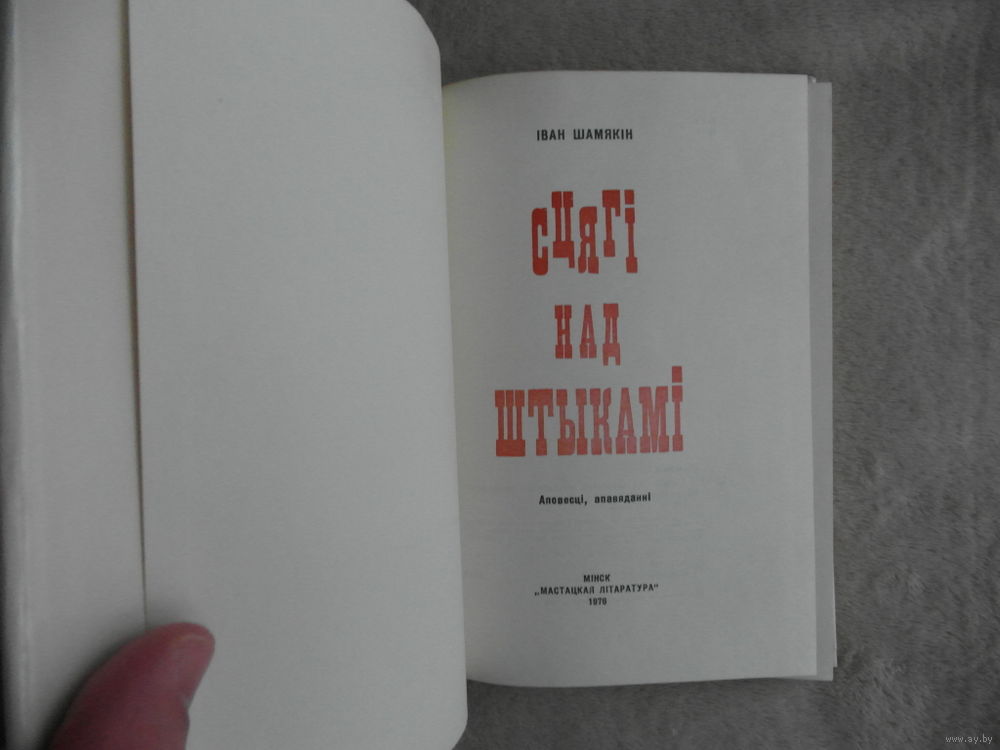 ІВАН ШАМЯКІН
СЦЯГІ
НАД
ШТЫКАМІ
Аповесці, апавяданні
МІНСК
„МАСТАЦКАЯ ЛІТАРАТУРА"
1976
www.ay.by